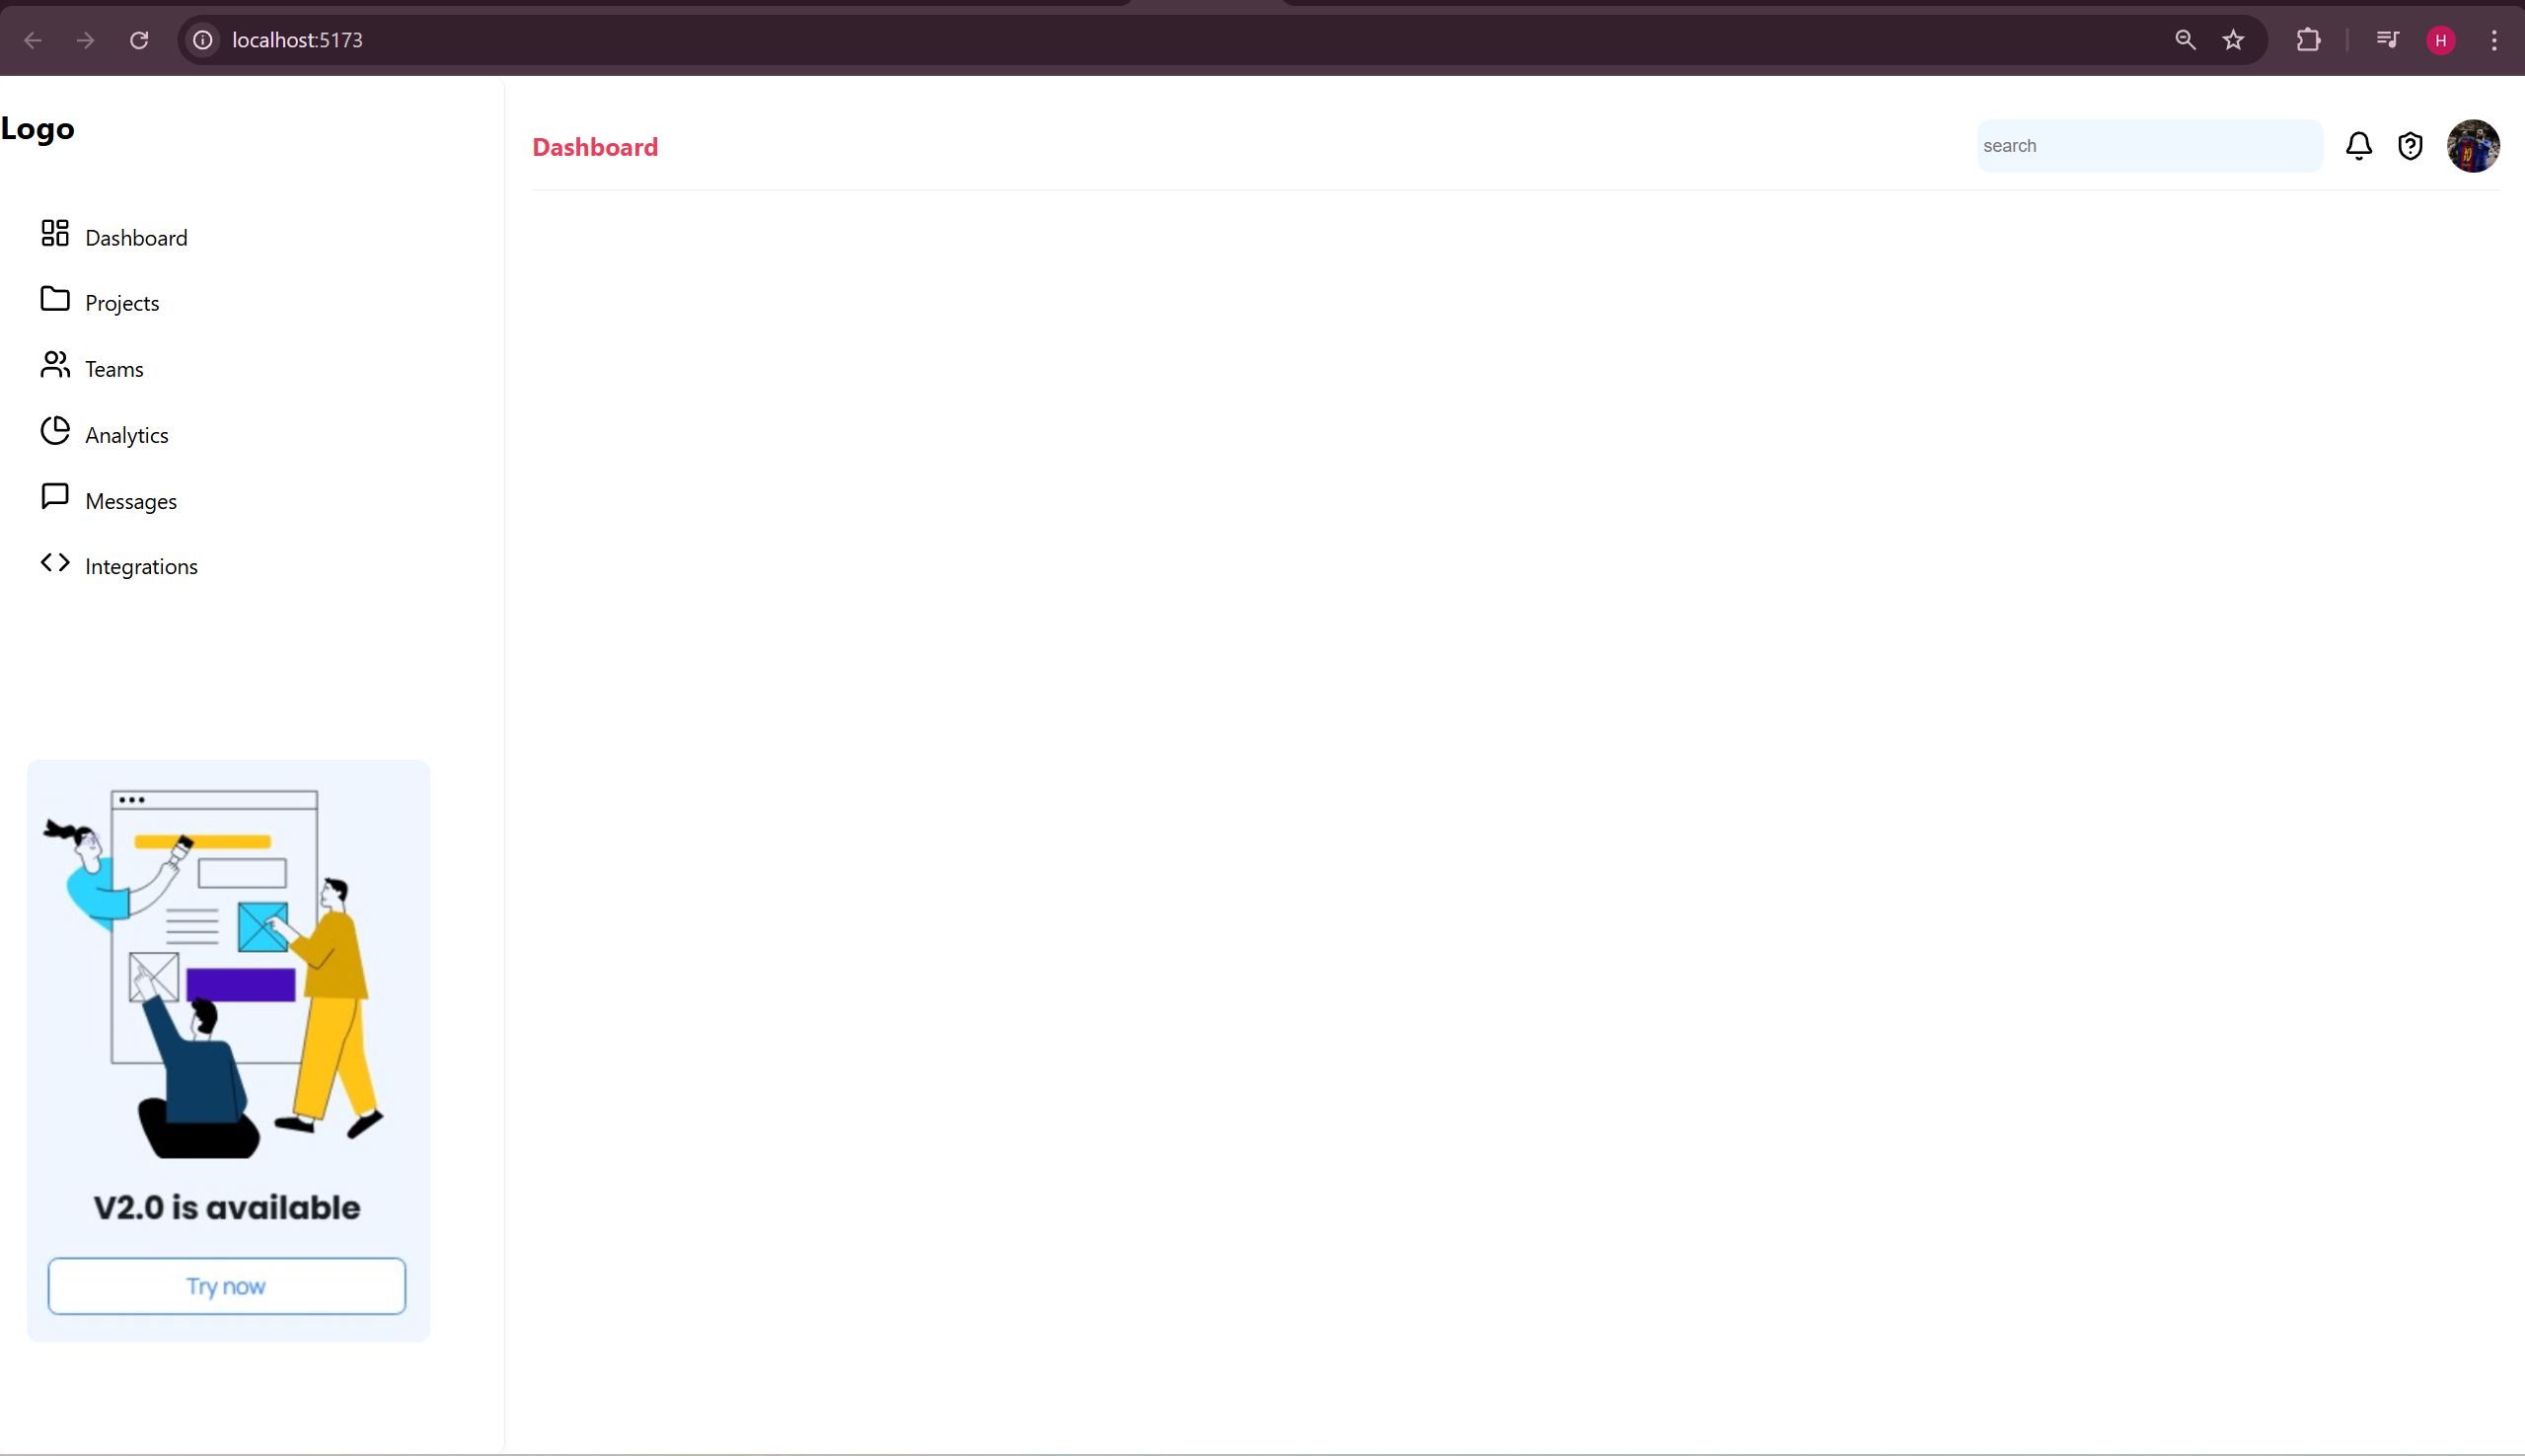 localhost:5173
H
Logo
Dashboard
search
Dashboard
Projects
Teams
Analytics
Messages
Integrations
V2.0 is available
Try now